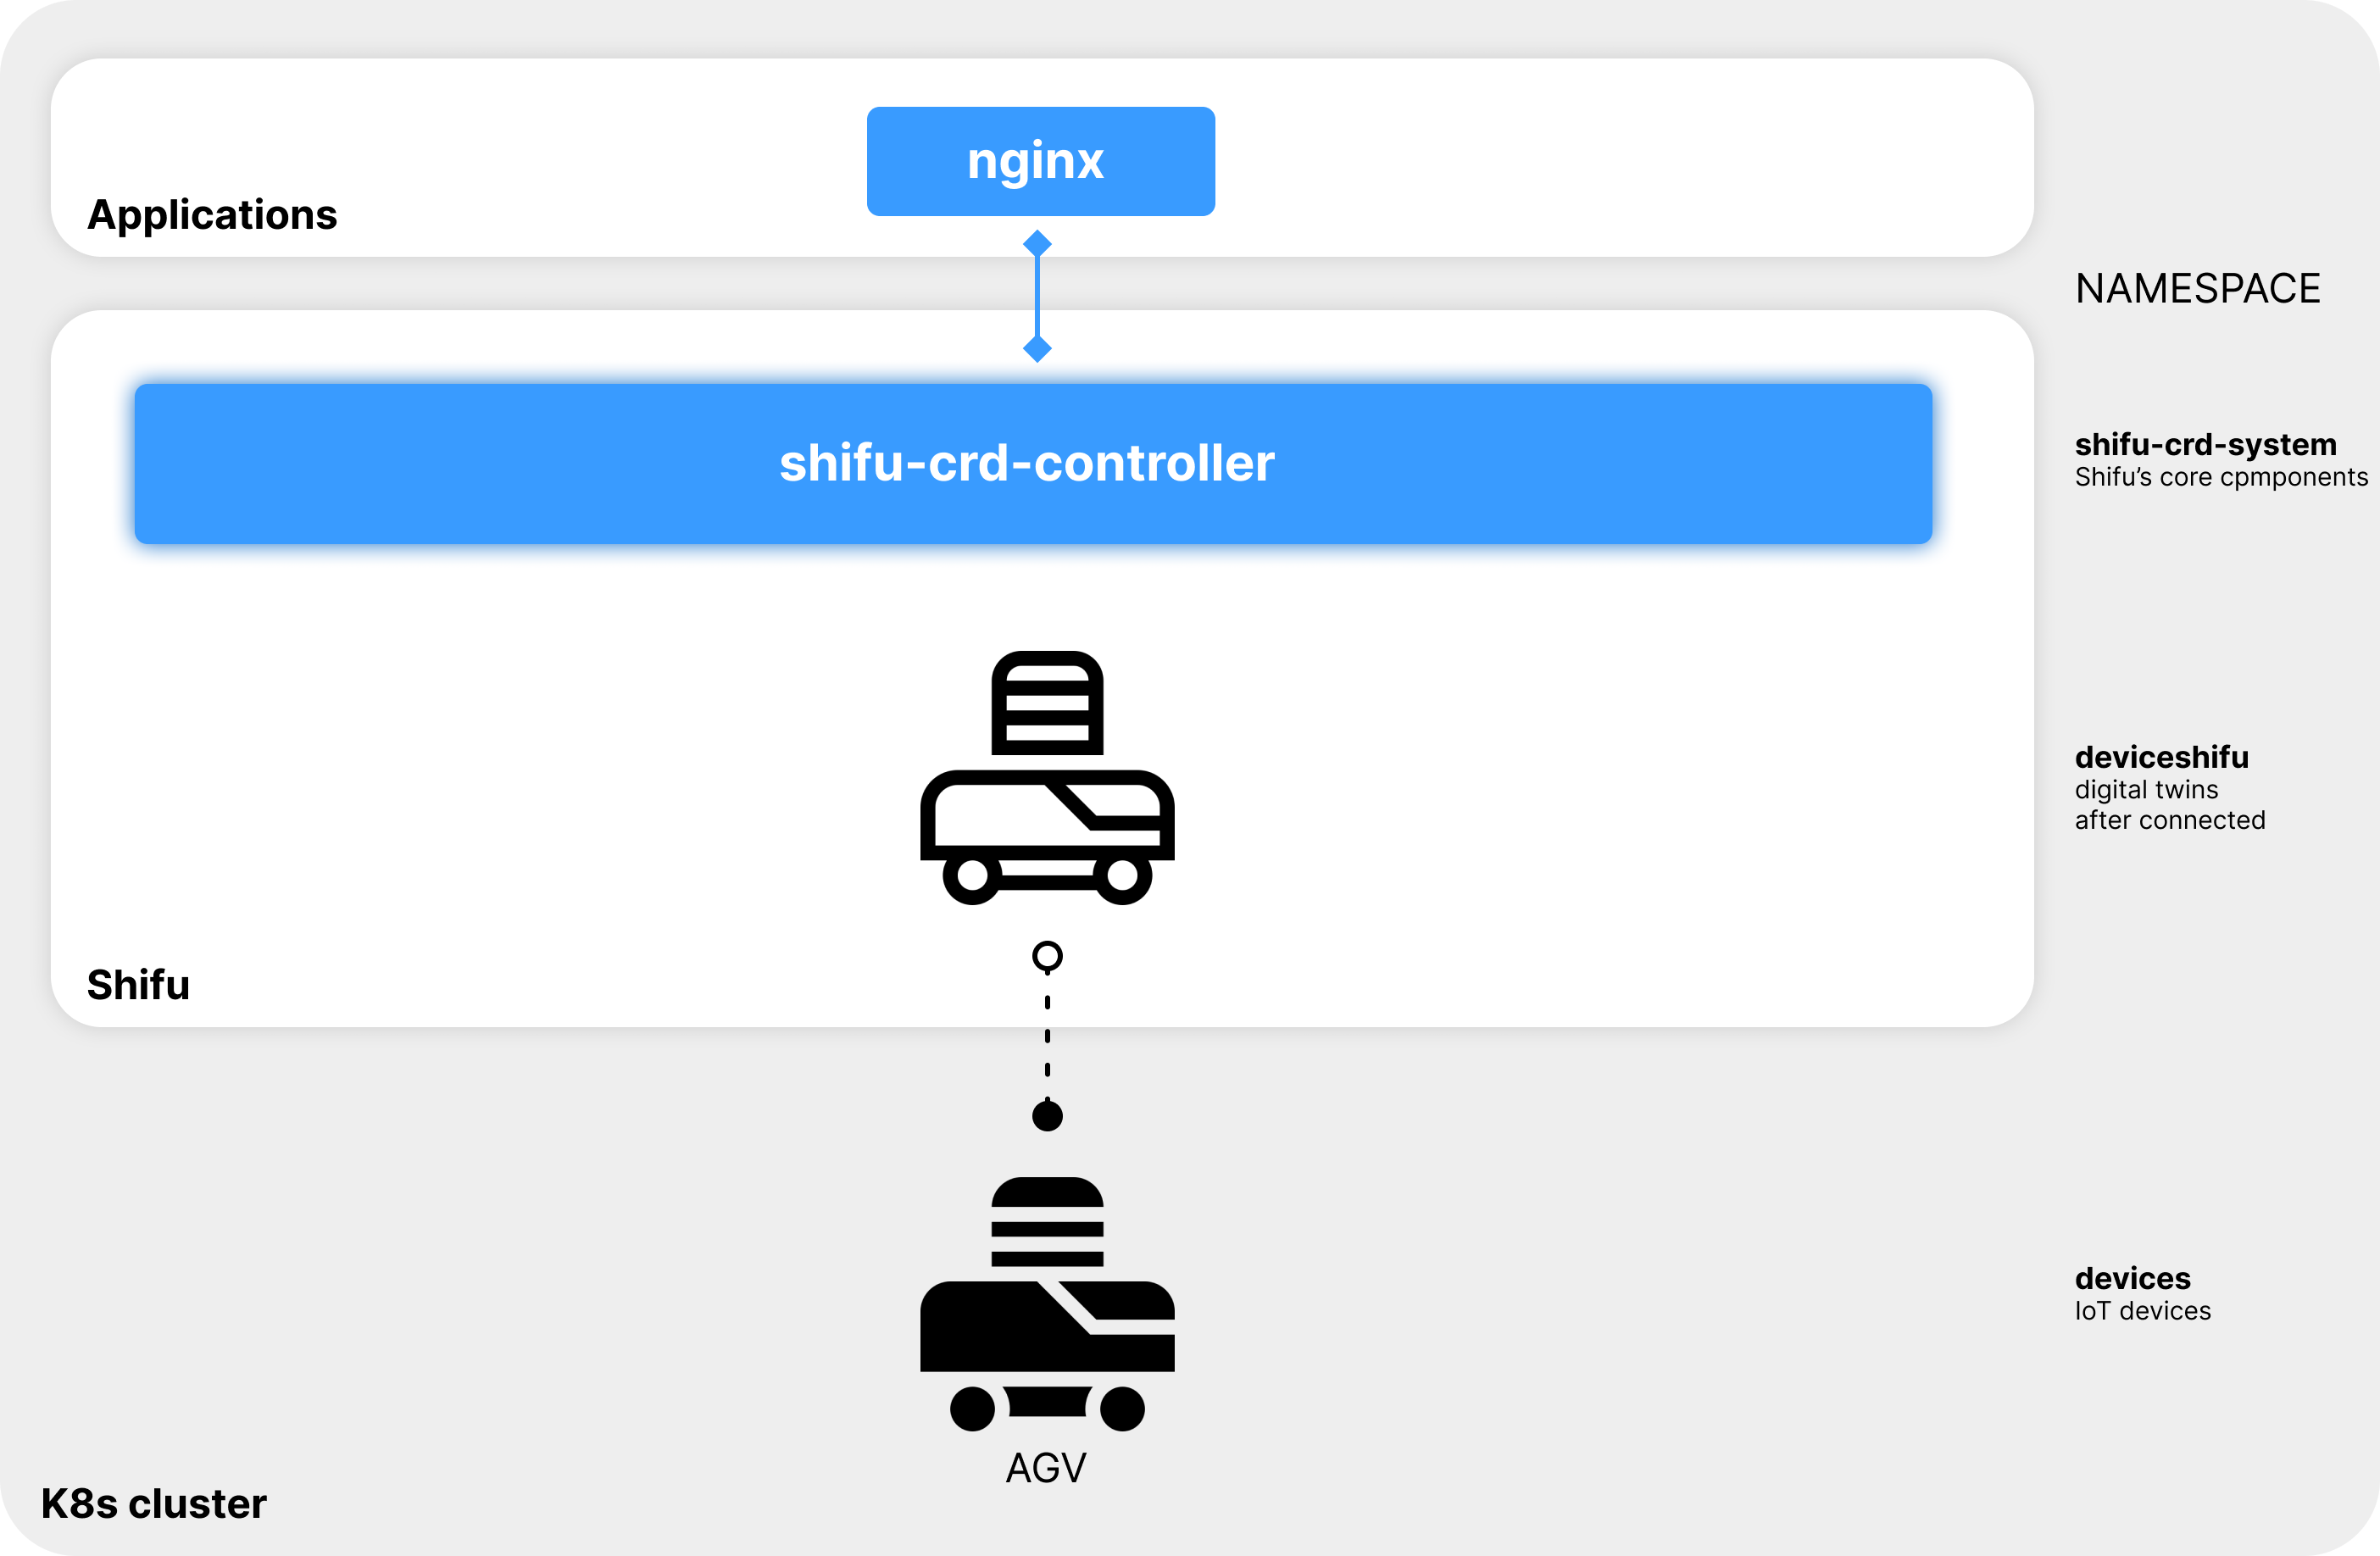 nginx
Applications
NAMESPACE
shifu-crd-controller
shifu-crd-system
Shifu’s core cpmponents
deviceshifu
digital twins
after connected
Shifu
devices
IoT devices
AGV
K8s cluster